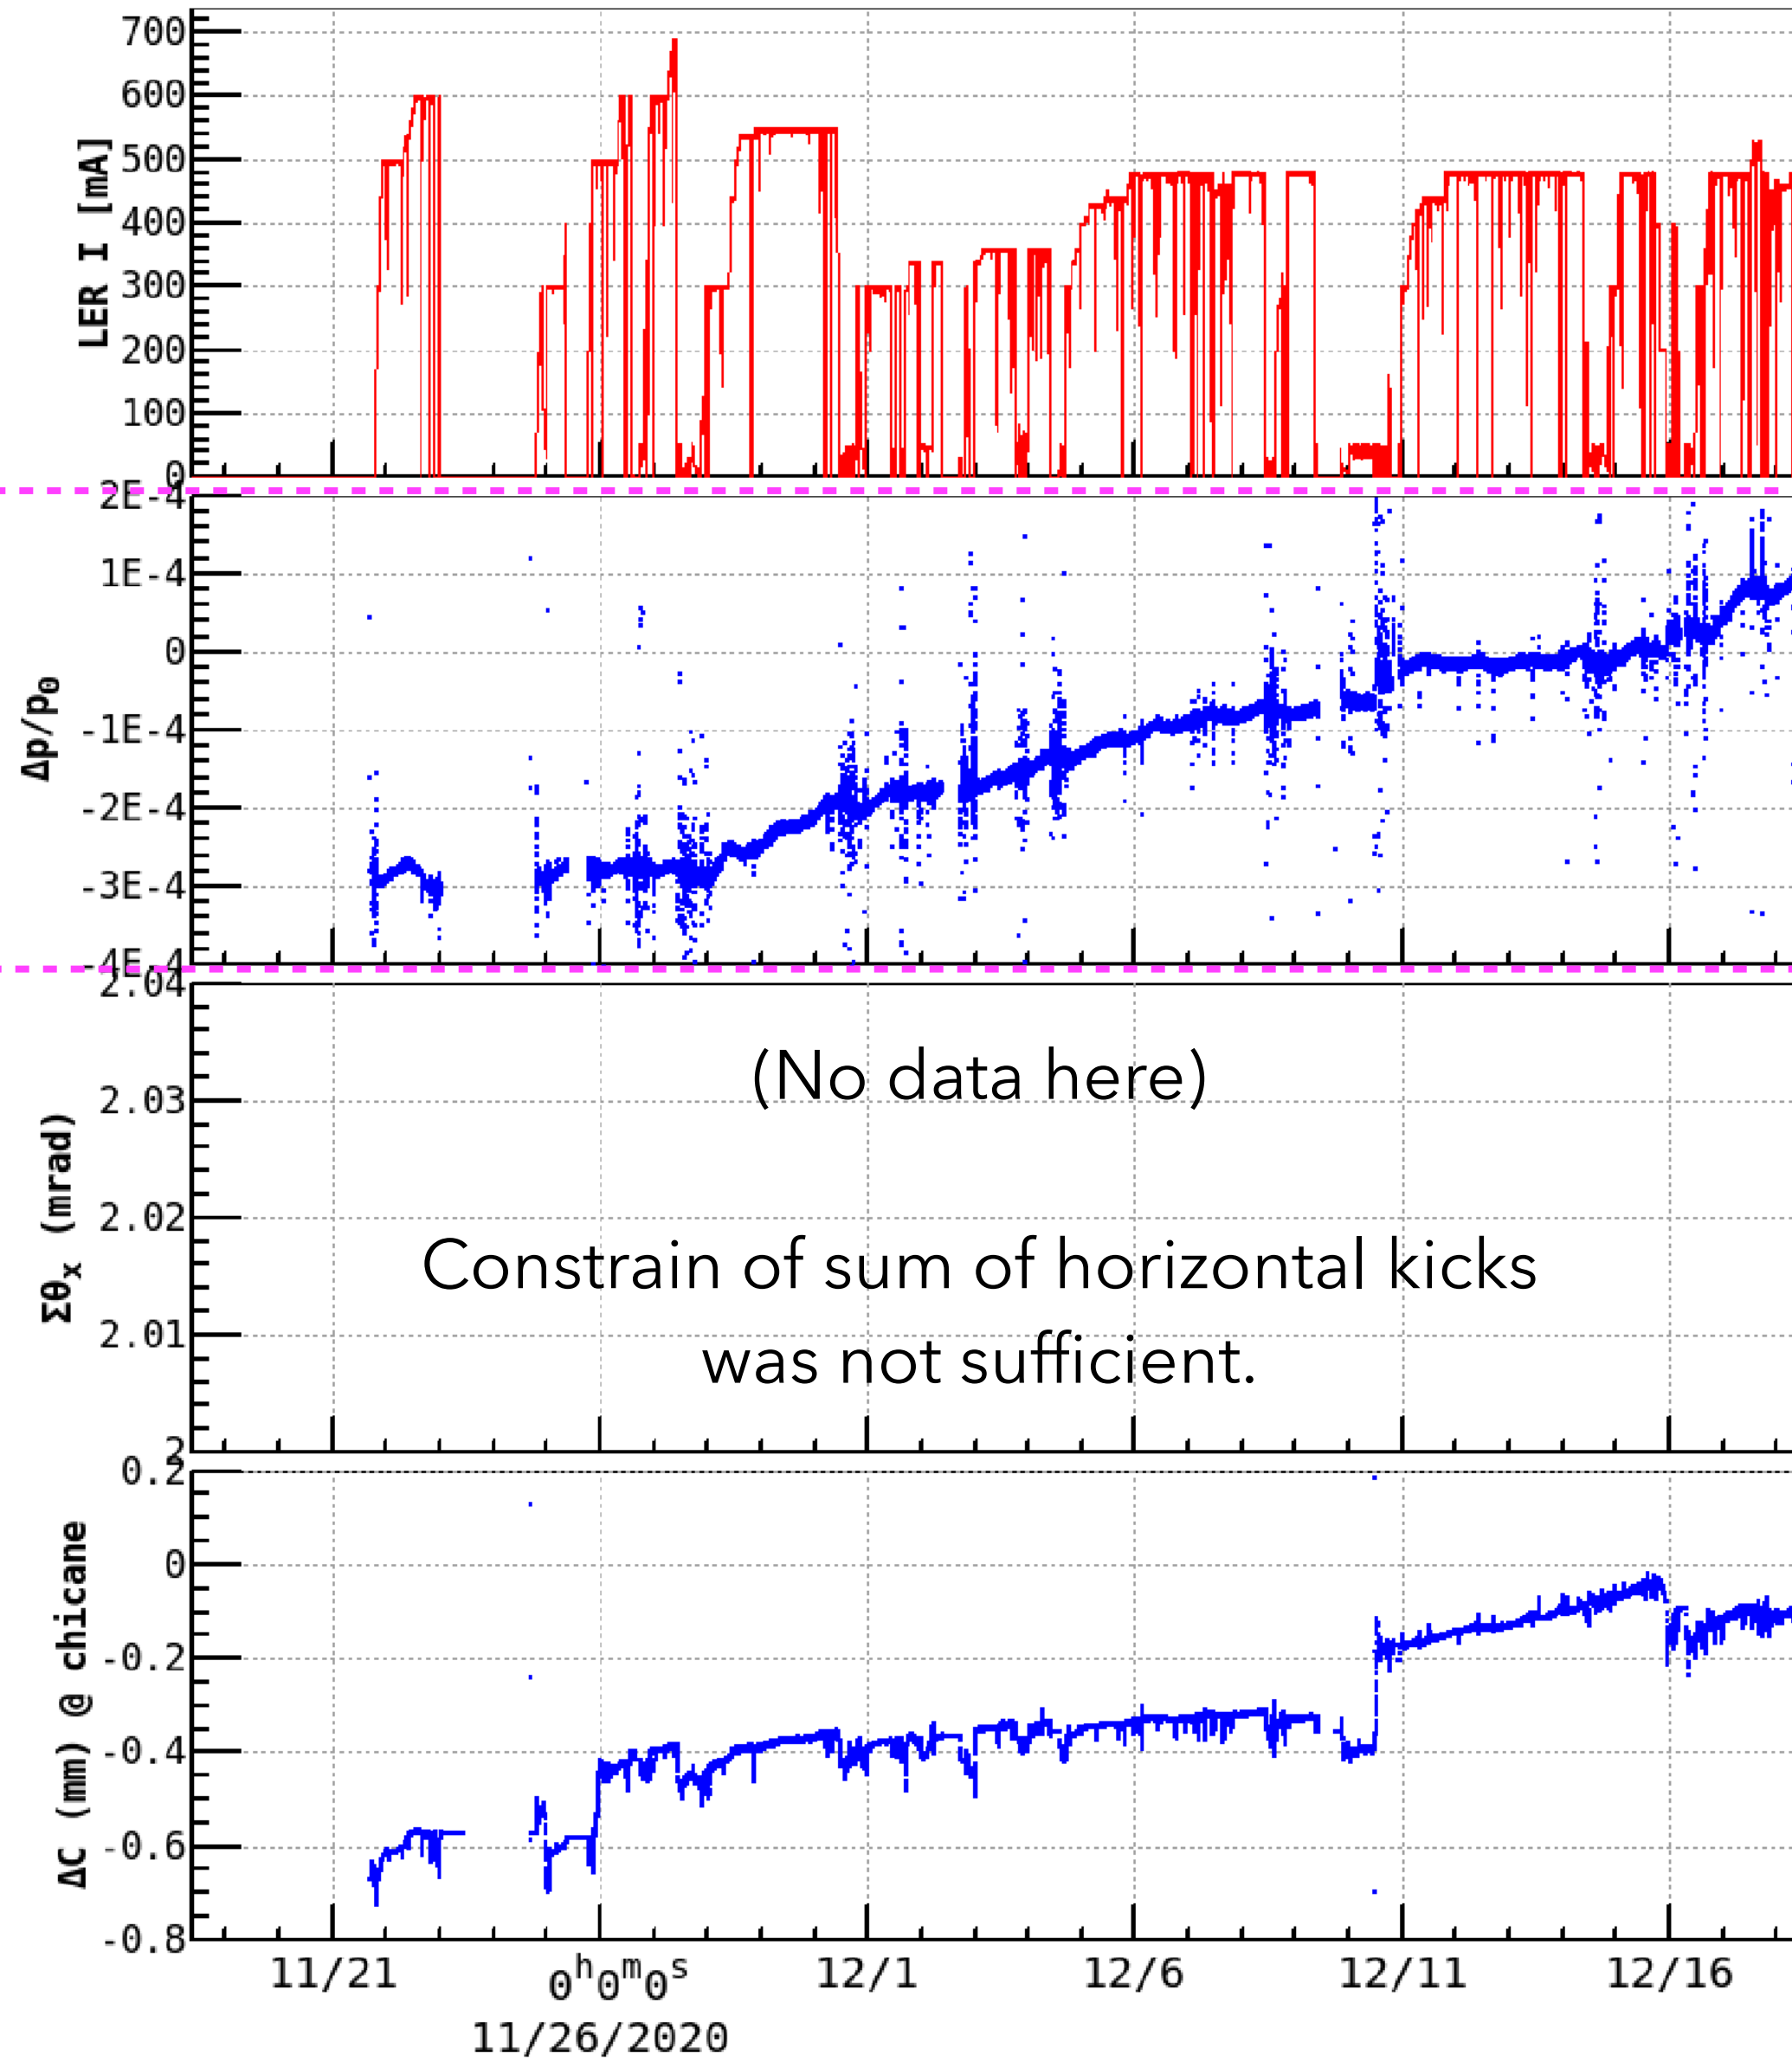 700
600
500
400
300
200
100
0
LER I [mA]
2E-4
1E-4
0
-1E-4
-2E-4
-3E-4
-4E-4
Δp/p₀
2.04
2.03
2.02
2.01
2
Σθₓ (mrad)
(No data here)
Constrain of sum of horizontal kicks
was not sufficient.
0.2
0
-0.2
-0.4
-0.6
-0.8
ΔC (mm) @ chicane
11/21 0ʰ0ᵐ0ˢ 12/1 12/6 12/11 12/16
11/26/2020